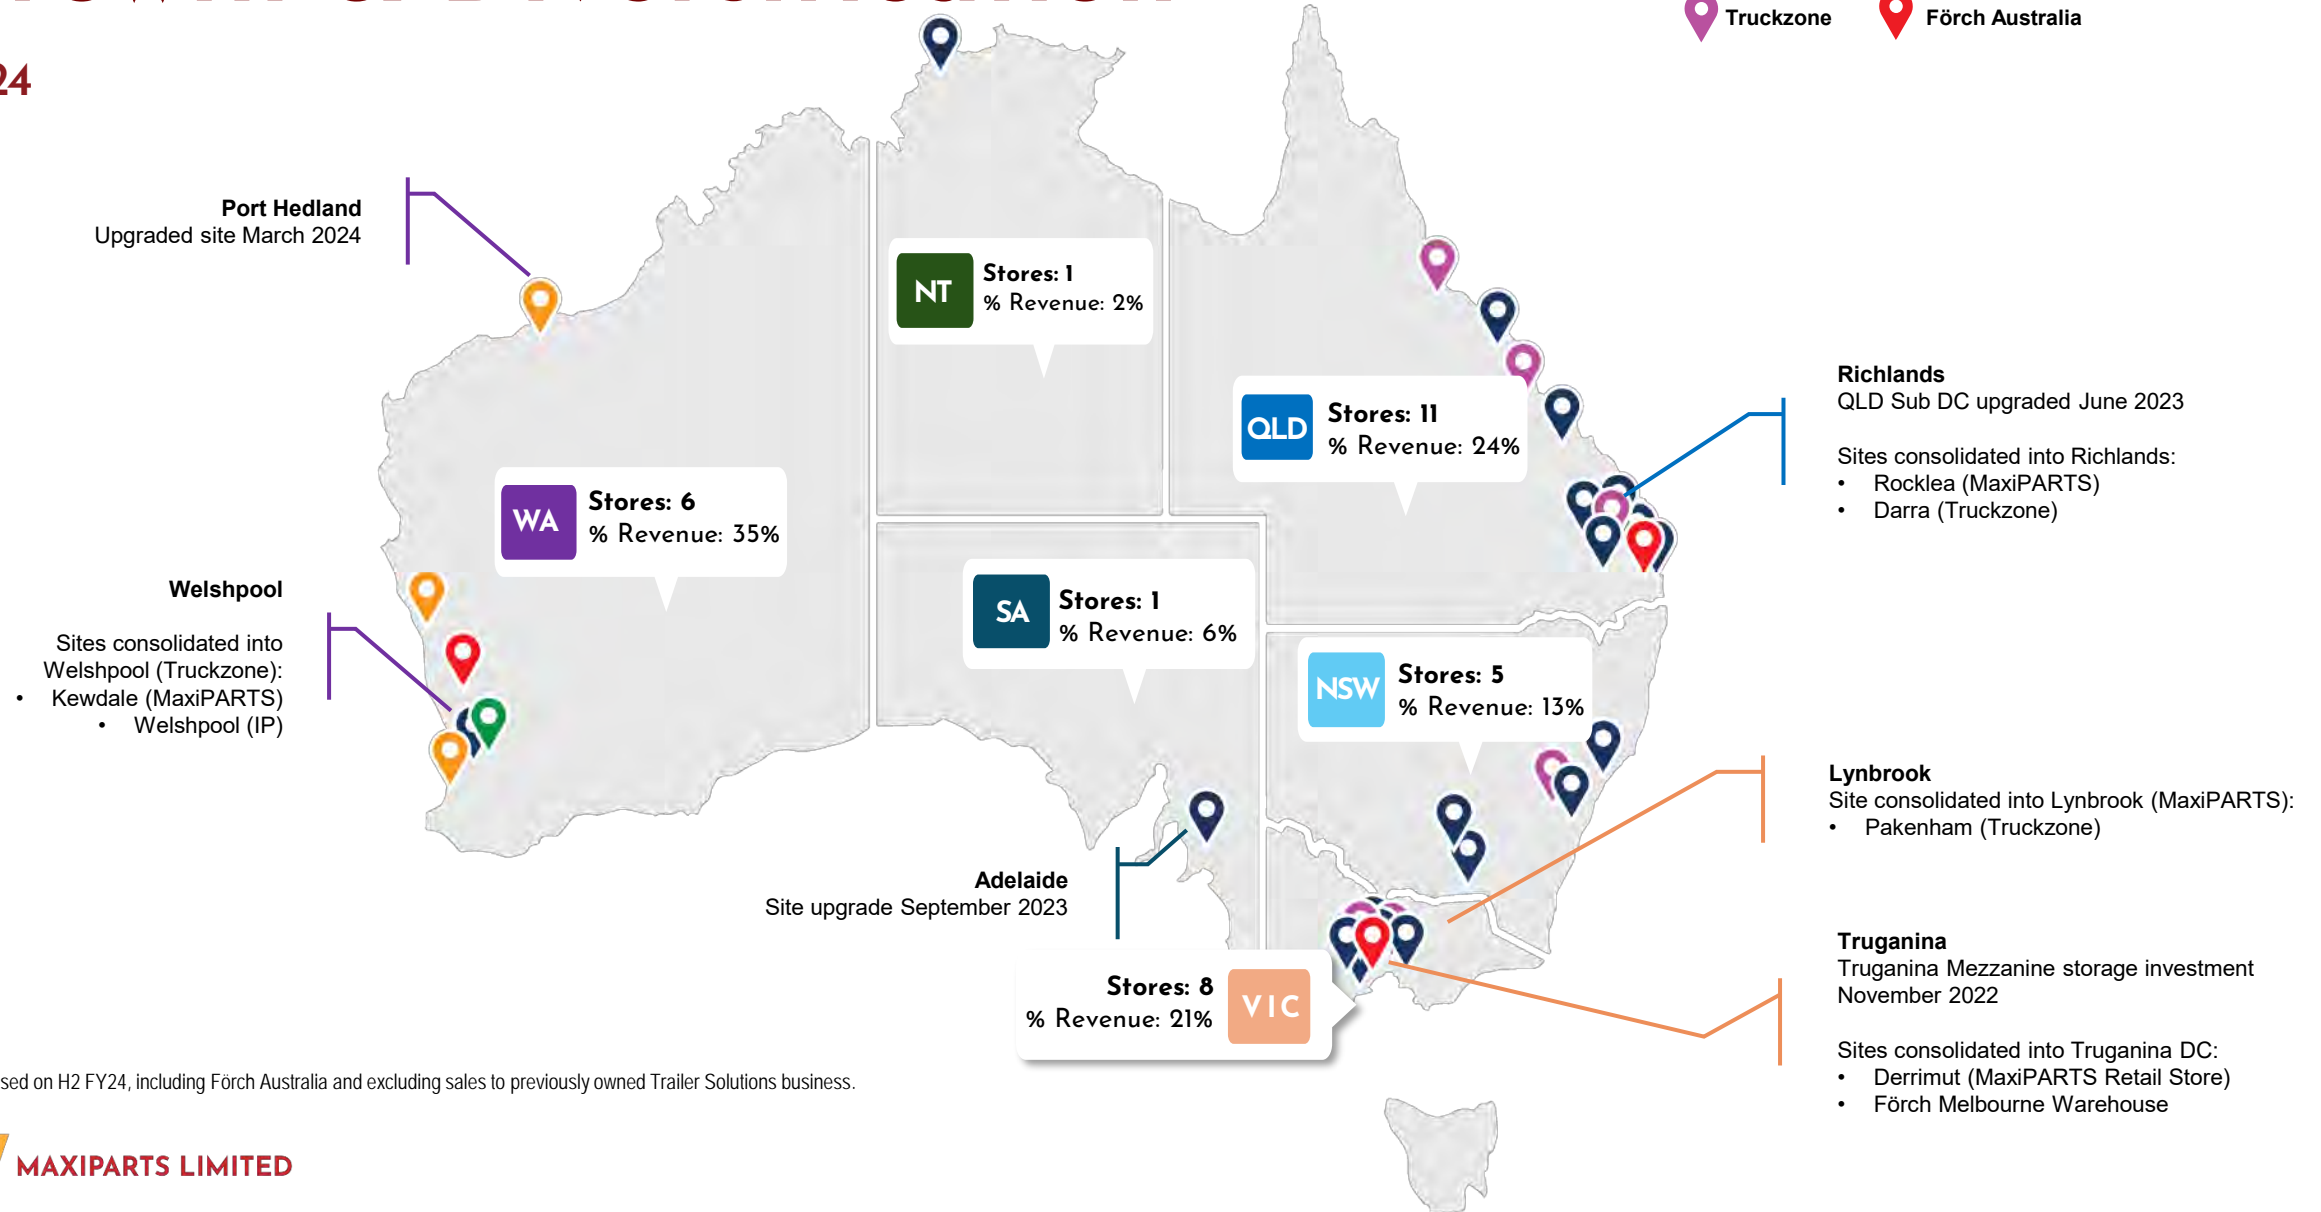 24
Truckzone
Förch Australia
Port Hedland
Upgraded site March 2024
NT
Stores: 1
% Revenue: 2%
QLD
Stores: 11
% Revenue: 24%
Richlands
QLD Sub DC upgraded June 2023
Sites consolidated into Richlands:
• Rocklea (MaxiPARTS)
• Darra (Truckzone)
WA
Stores: 6
% Revenue: 35%
Welshpool
Sites consolidated into
Welshpool (Truckzone):
• Kewdale (MaxiPARTS)
• Welshpool (IP)
SA
Stores: 1
% Revenue: 6%
NSW
Stores: 5
% Revenue: 13%
Lynbrook
Site consolidated into Lynbrook (MaxiPARTS):
• Pakenham (Truckzone)
Adelaide
Site upgrade September 2023
Stores: 8
% Revenue: 21%
VIC
Truganina
Truganina Mezzanine storage investment
November 2022
Sites consolidated into Truganina DC:
• Derrimut (MaxiPARTS Retail Store)
• Förch Melbourne Warehouse
sed on H2 FY24, including Förch Australia and excluding sales to previously owned Trailer Solutions business.
MAXIPARTS LIMITED